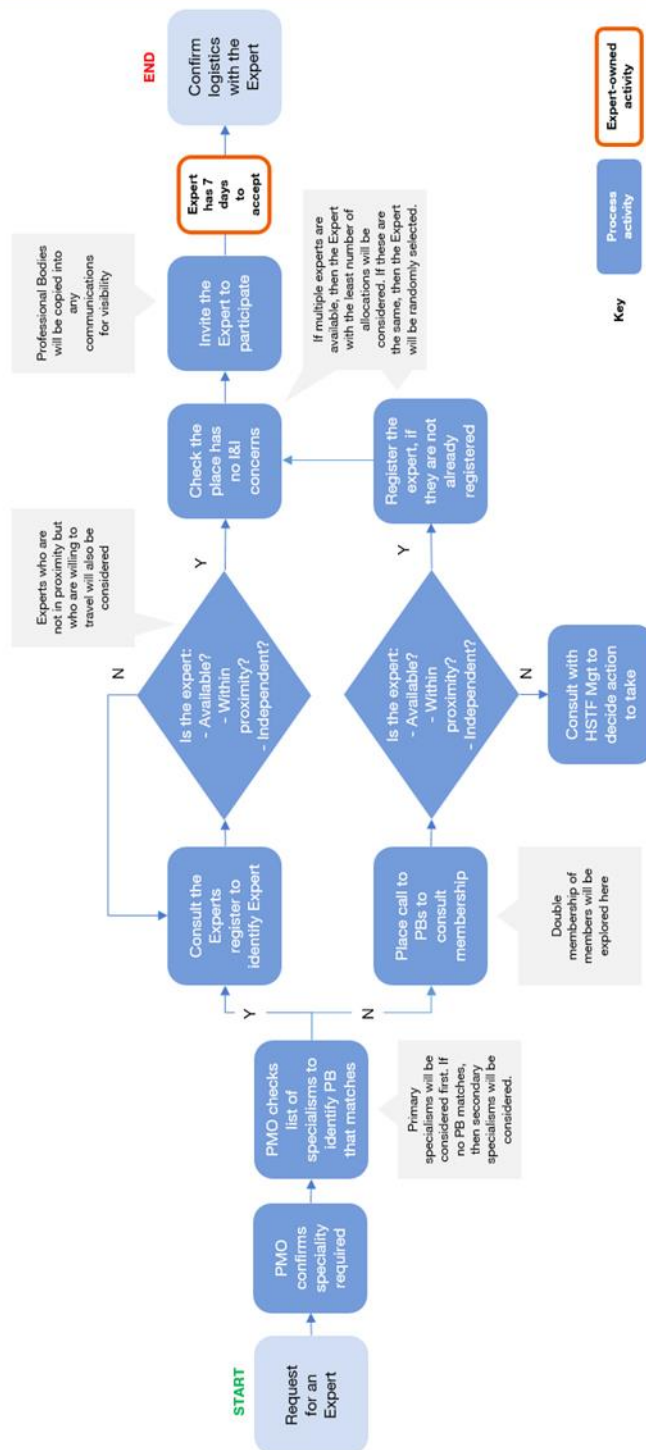 START
Request
for an
Expert
PMO
confirms
speciality
required
PMO checks
list of
specialisms to
identify PB
that matches
Primary
specialisms will be
considered first. If
no PB matches,
then secondary
specialisms will be
considered.
Y
N
Consult the
Experts
register to
identify Expert
Is the expert:
- Available?
- Within
proximity?
- Independent?
N
Y
Experts who are
not in proximity but
who are willing to
travel will also be
considered
Check the
place has
no I&I
concerns
Place call to
PBs to
consult
membership
Double
membership of
members will be
explored here
Is the expert:
- Available?
- Within
proximity?
- Independent?
Y
N
Consult with
HSTF Mgt to
decide action
to take
Register the
expert, if
they are not
already
registered
If multiple experts are
available, then the Expert
with the least number of
allocations will be
considered. If these are
the same, then the Expert
will be randomly selected.
Invite the
Expert to
participate
Professional Bodies
will be copied into
any
communications
for visibility
Expert
has 7
days
to
accept
END
Confirm
logistics
with the
Expert
Key
Process
activity
Expert-owned
activity